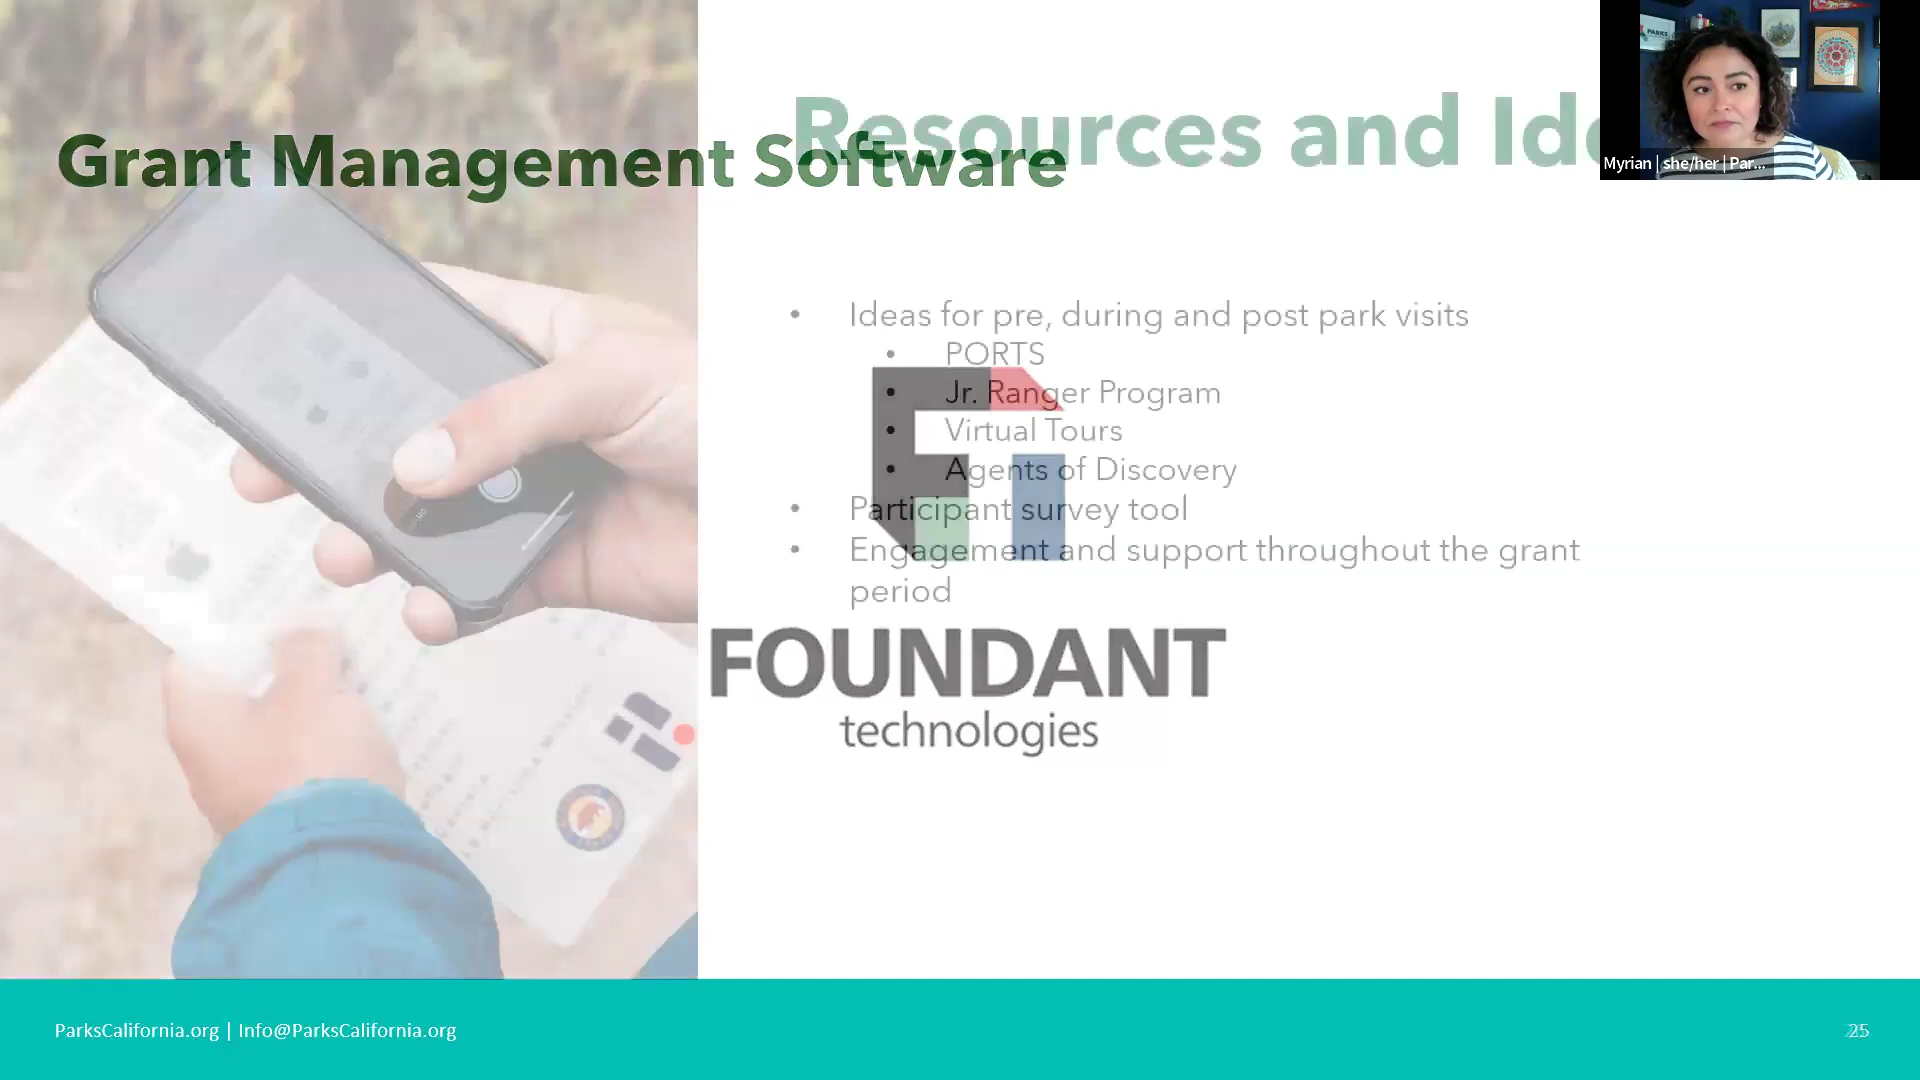 Resources and Id
Grant Management Software
PARKS
Myrian | she/her | Par...
• Ideas for pre, during and post park visits
• PORTS
• Jr. Ranger Program
• Virtual Tours
• Agents of Discovery
• Participant survey tool
• Engagement and support throughout the grant
period
FOUNDANT
technologies
ParksCalifornia.org | Info@ParksCalifornia.org
25